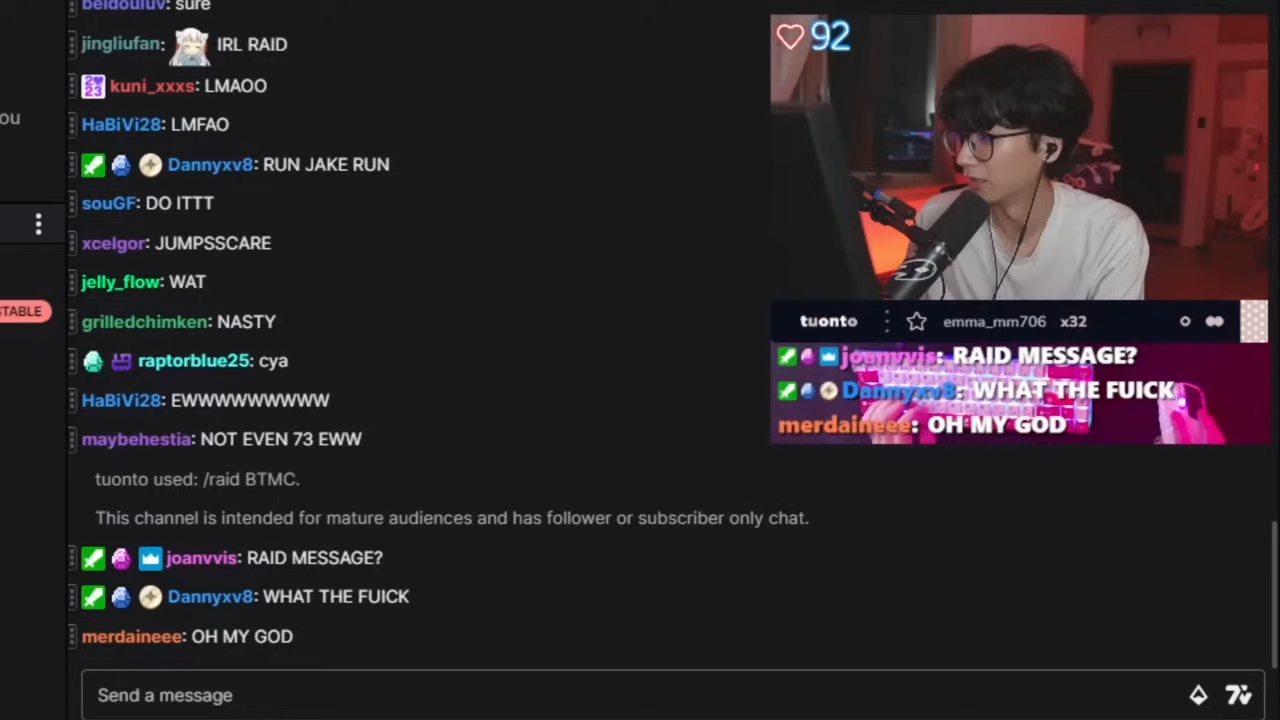 beidouluv: sure
jingliufan: IRL RAID
2023 kuni_xxxs: LMAOO
ou
HaBiVi28: LMFAO
Dannyxv8: RUN JAKE RUN
souGF: DO ITTT
xcelgor: JUMPSSCARE
jelly_flow: WAT
STABLE
grilledchimken: NASTY
raptorblue25: cya
HaBiVi28: EWWWWWWWWW
maybehestia: NOT EVEN 73 EWW
tuonto used: /raid BTMC.
This channel is intended for mature audiences and has follower or subscriber only chat.
joanvvis: RAID MESSAGE?
Dannyxv8: WHAT THE FUICK
merdaineee: OH MY GOD
Send a message
92
tuonto emma_mm706 x32
joanvvis: RAID MESSAGE?
Dannyxv8: WHAT THE FUICK
merdaineee: OH MY GOD